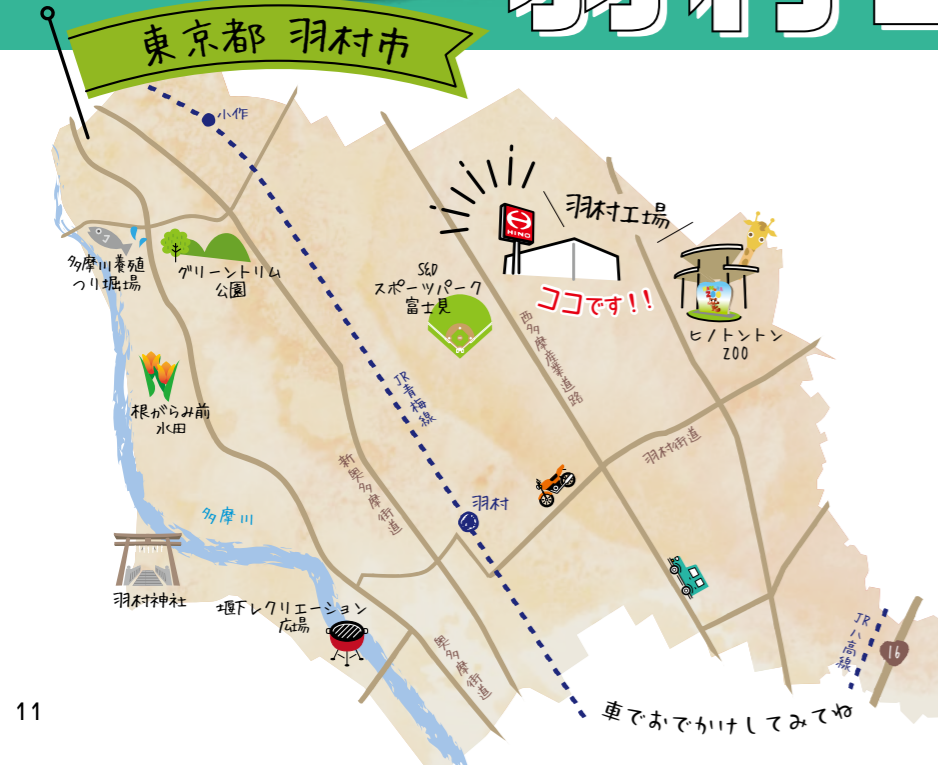 羽村工
東京都 羽村市
小作
HINO
羽村工場
ココです!!
多摩川養殖
つり堀場
グリーントリム
公園
S&D
スポーツパーク
富士見
ヒノトントン
ZOO
西多摩産業道路
JR青梅線
根がらみ前
水田
羽村街道
新奥多摩街道
羽村
多摩川
羽村神社
堰下レクリエーション
広場
奥多摩街道
JR八高線
16
車でおでかけしてみてね
11